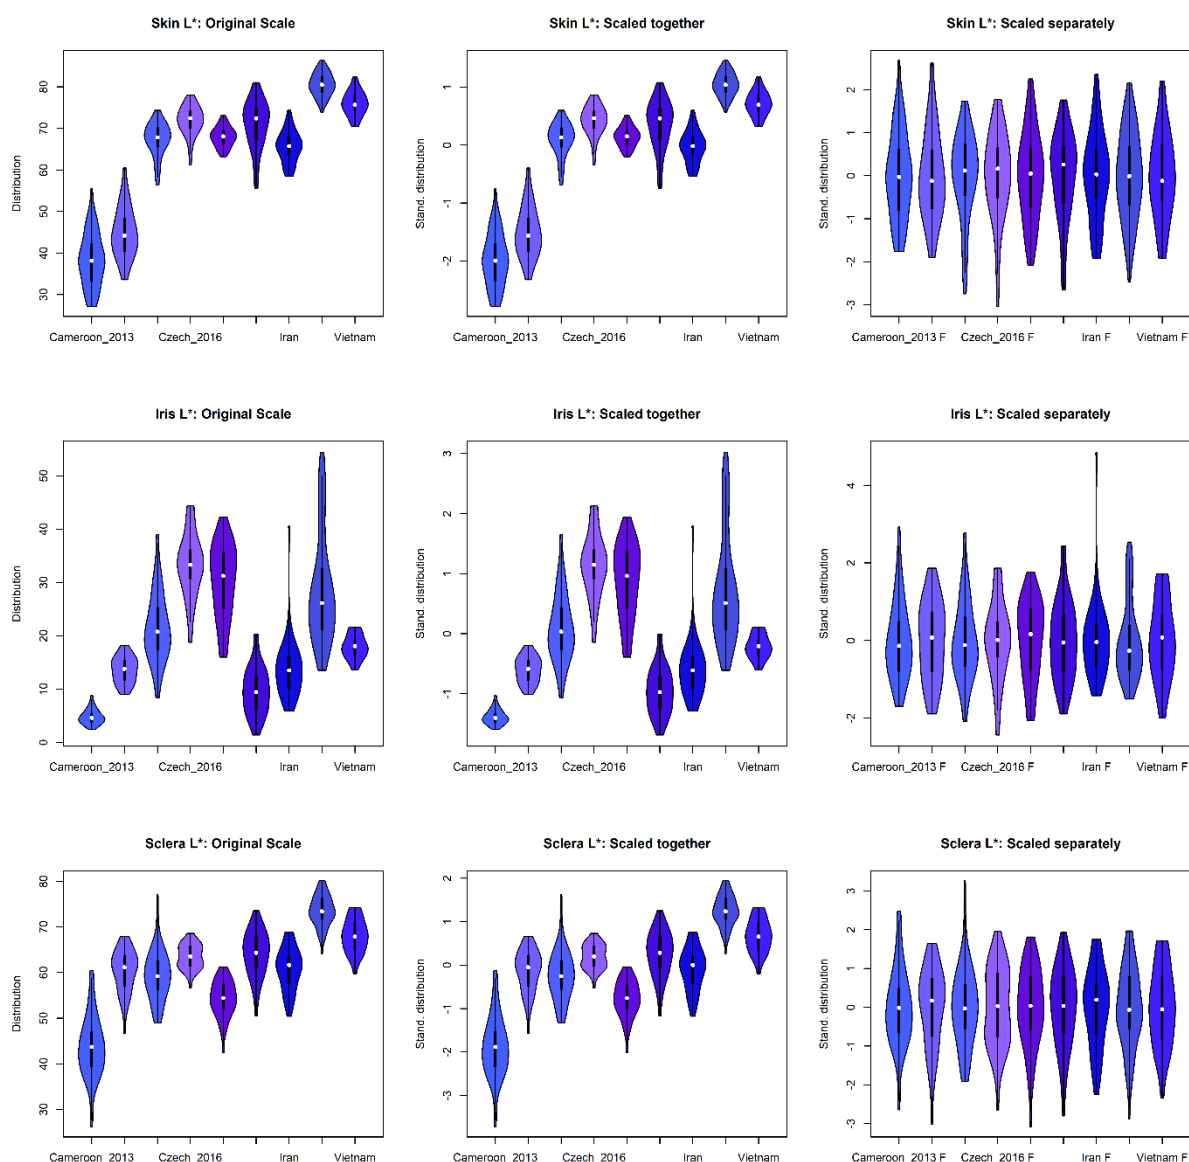 Skin L*: Original Scale
Distribution
80
70
60
50
40
30
Cameroon_2013 Czech_2016 Iran Vietnam
Skin L*: Scaled together
Stand. distribution
1
0
-1
-2
Cameroon_2013 Czech_2016 Iran Vietnam
Skin L*: Scaled separately
Stand. distribution
2
1
0
-1
-2
-3
Cameroon_2013 F Czech_2016 F Iran F Vietnam F
Iris L*: Original Scale
Distribution
50
40
30
20
10
0
Cameroon_2013 Czech_2016 Iran Vietnam
Iris L*: Scaled together
Stand. distribution
3
2
1
0
-1
Cameroon_2013 Czech_2016 Iran Vietnam
Iris L*: Scaled separately
Stand. distribution
4
2
0
-2
Cameroon_2013 F Czech_2016 F Iran F Vietnam F
Sclera L*: Original Scale
Distribution
80
70
60
50
40
30
Cameroon_2013 Czech_2016 Iran Vietnam
Sclera L*: Scaled together
Stand. distribution
2
1
0
-1
-2
-3
Cameroon_2013 Czech_2016 Iran Vietnam
Sclera L*: Scaled separately
Stand. distribution
3
2
1
0
-1
-2
-3
Cameroon_2013 F Czech_2016 F Iran F Vietnam F